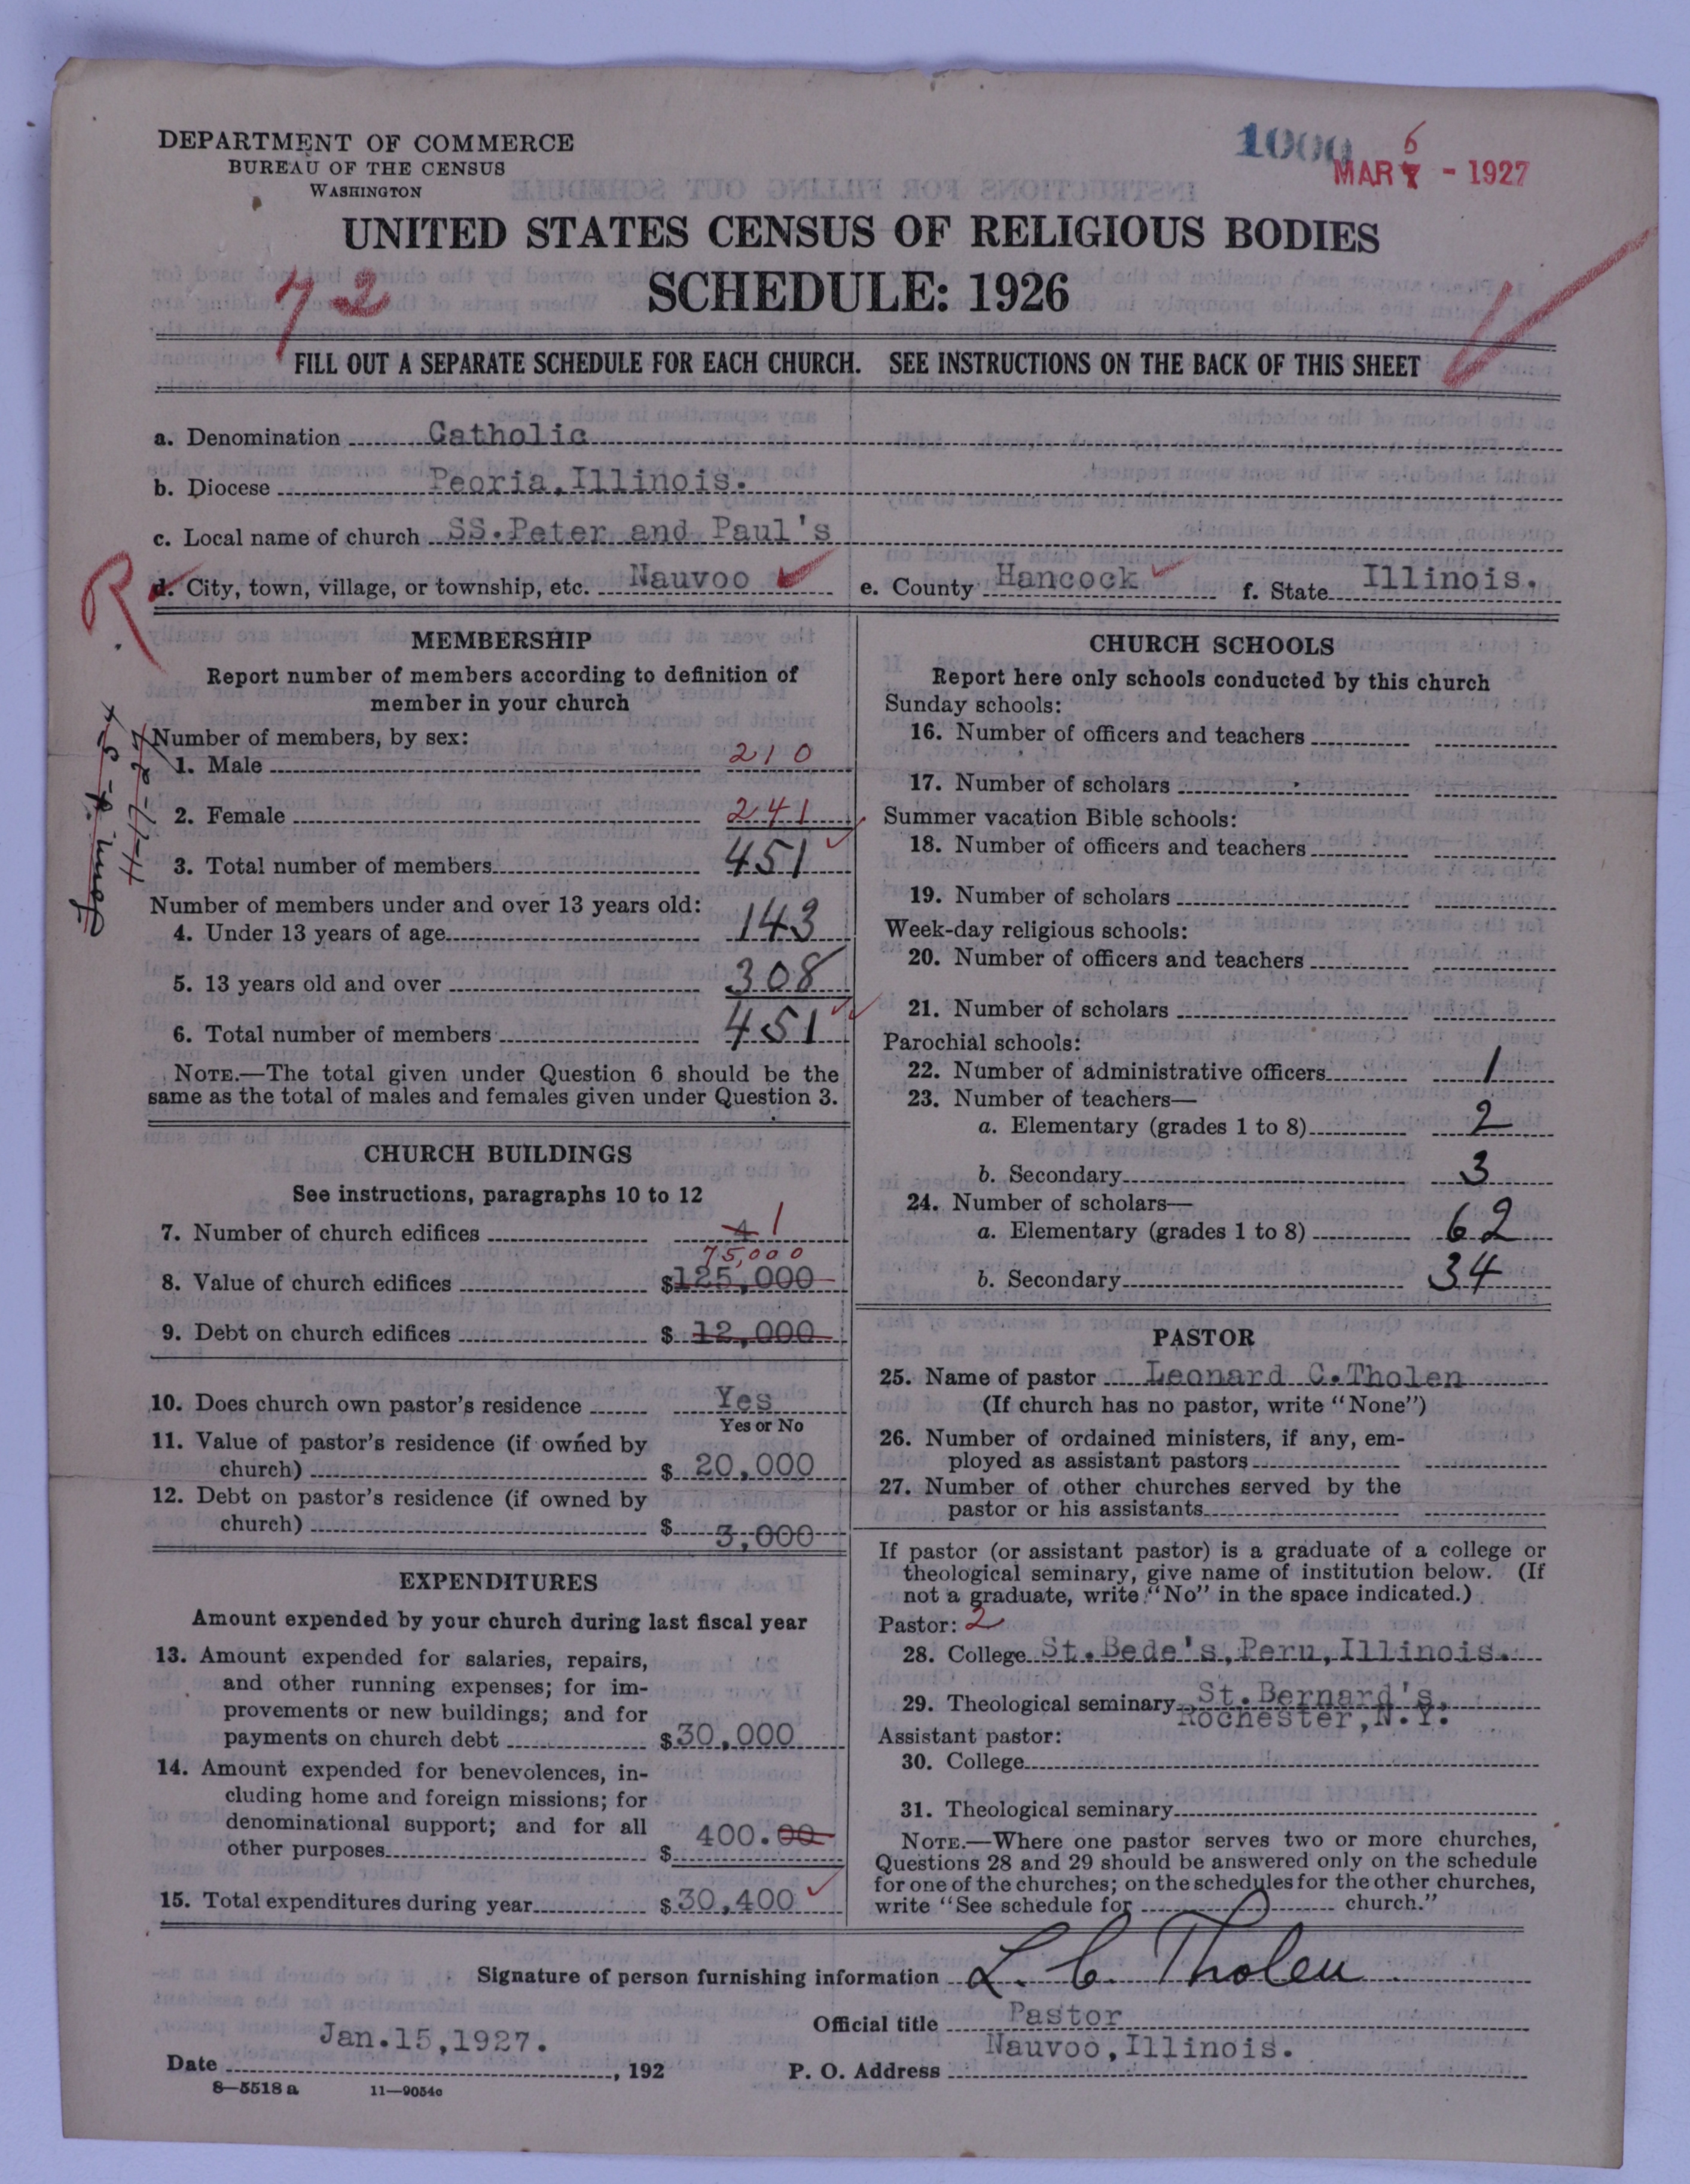 DEPARTMENT OF COMMERCE
BUREAU OF THE CENSUS
WASHINGTON
1000
6
MAR 7 - 1927
UNITED STATES CENSUS OF RELIGIOUS BODIES
SCHEDULE: 1926
72
FILL OUT A SEPARATE SCHEDULE FOR EACH CHURCH. SEE INSTRUCTIONS ON THE BACK OF THIS SHEET
a. Denomination Catholic
b. Diocese Peoria, Illinois.
c. Local name of church SS. Peter and Paul's
R
d. City, town, village, or township, etc. Nauvoo e. County Hancock f. State Illinois.
MEMBERSHIP
Report number of members according to definition of
member in your church
Number of members, by sex:
1. Male 210
2. Female 241
3. Total number of members 451
Number of members under and over 13 years old:
4. Under 13 years of age 143
5. 13 years old and over 308
6. Total number of members 451
NOTE.—The total given under Question 6 should be the
same as the total of males and females given under Question 3.
4-17-27
CHURCH BUILDINGS
See instructions, paragraphs 10 to 12
7. Number of church edifices 4 1
75,000
8. Value of church edifices $125,000
9. Debt on church edifices $ 12,000
10. Does church own pastor's residence Yes
Yes or No
11. Value of pastor's residence (if owned by
church) $ 20,000
12. Debt on pastor's residence (if owned by
church) $ 3,000
EXPENDITURES
Amount expended by your church during last fiscal year
13. Amount expended for salaries, repairs,
and other running expenses; for im-
provements or new buildings; and for
payments on church debt $30,000
14. Amount expended for benevolences, in-
cluding home and foreign missions; for
denominational support; and for all
other purposes $ 400.00
15. Total expenditures during year $30,400
CHURCH SCHOOLS
Report here only schools conducted by this church
Sunday schools:
16. Number of officers and teachers
17. Number of scholars
Summer vacation Bible schools:
18. Number of officers and teachers
19. Number of scholars
Week-day religious schools:
20. Number of officers and teachers
21. Number of scholars
Parochial schools:
22. Number of administrative officers 1
23. Number of teachers—
a. Elementary (grades 1 to 8) 2
b. Secondary 3
24. Number of scholars—
a. Elementary (grades 1 to 8) 62
b. Secondary 34
PASTOR
25. Name of pastor Leonard C. Tholen
(If church has no pastor, write "None")
26. Number of ordained ministers, if any, em-
ployed as assistant pastors
27. Number of other churches served by the
pastor or his assistants
If pastor (or assistant pastor) is a graduate of a college or
theological seminary, give name of institution below. (If
not a graduate, write "No" in the space indicated.)
Pastor: 2
28. College St. Bede's, Peru, Illinois.
29. Theological seminary St. Bernard's,
Rochester, N.Y.
Assistant pastor:
30. College
31. Theological seminary
NOTE.—Where one pastor serves two or more churches,
Questions 28 and 29 should be answered only on the schedule
for one of the churches; on the schedules for the other churches,
write "See schedule for church."
Signature of person furnishing information L. C. Tholen
Official title Pastor
Date Jan. 15, 1927. , 192 P. O. Address Nauvoo, Illinois.
8—5518 a 11—9054c